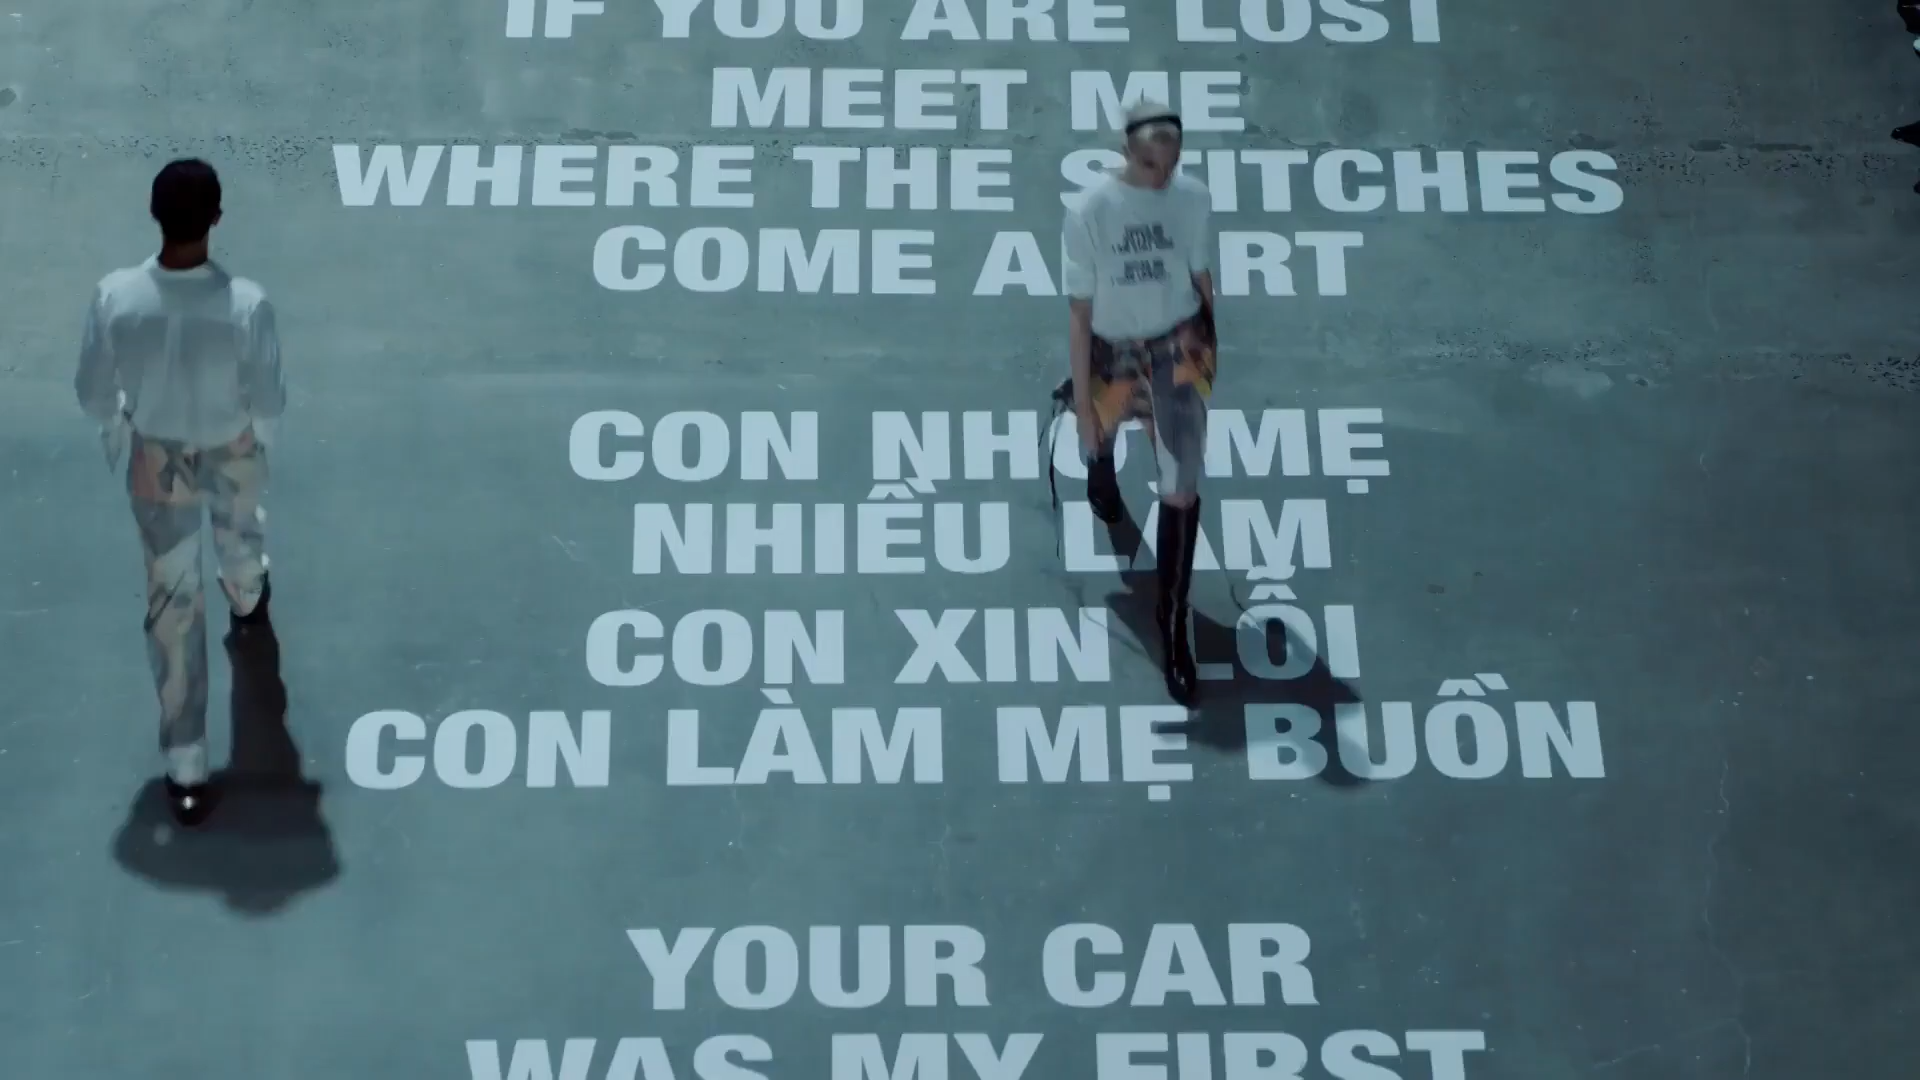 IF YOU ARE LOST
MEET ME
WHERE THE STITCHES
COME APART
CON NHỚ MẸ
NHIỀU LẮM
CON XIN LỖI
CON LÀM MẸ BUỒN
YOUR CAR
WAS MY FIRST